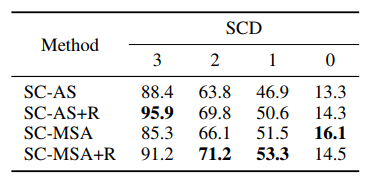 SCD
Method
3 2 1 0
SC-AS 88.4 63.8 46.9 13.3
SC-AS+R 95.9 69.8 50.6 14.3
SC-MSA 85.3 66.1 51.5 16.1
SC-MSA+R 91.2 71.2 53.3 14.5